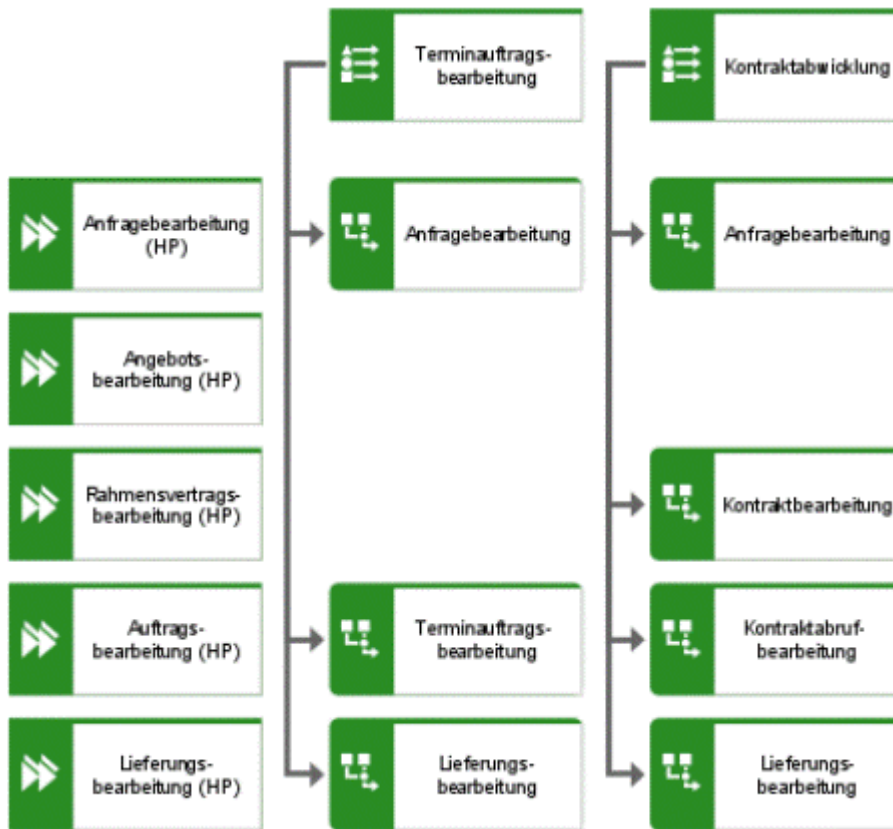 Terminauftrags-
bearbeitung
Kontraktabwicklung
Anfragebearbeitung
(HP)
Anfragebearbeitung
Anfragebearbeitung
Angebots-
bearbeitung (HP)
Rahmensvertrags-
bearbeitung (HP)
Kontraktbearbeitung
Auftrags-
bearbeitung (HP)
Terminauftrags-
bearbeitung
Kontraktabruf-
bearbeitung
Lieferungs-
bearbeitung (HP)
Lieferungs-
bearbeitung
Lieferungs-
bearbeitung